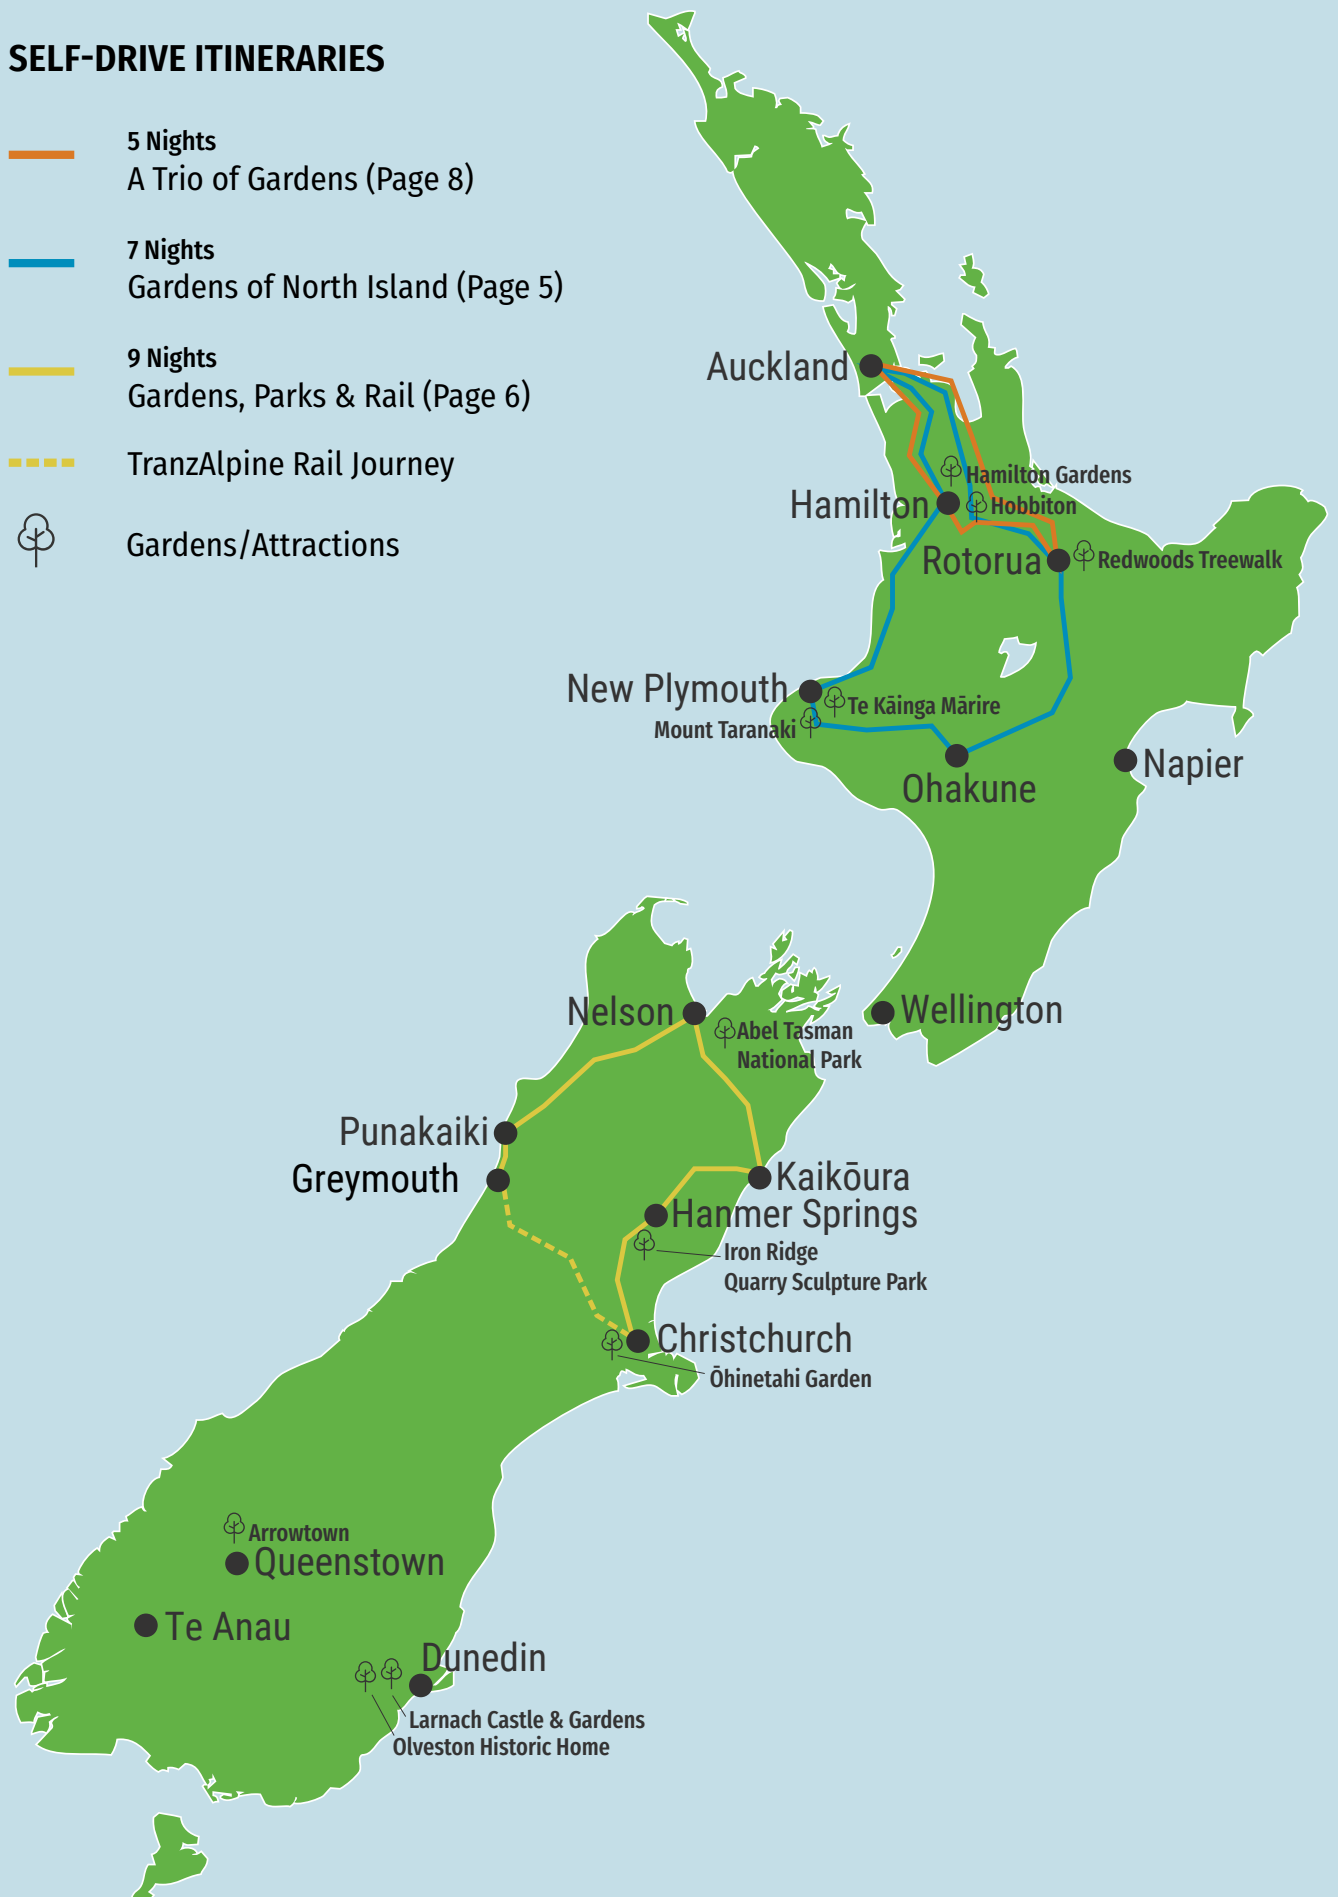 SELF-DRIVE ITINERARIES
5 Nights
A Trio of Gardens (Page 8)
7 Nights
Gardens of North Island (Page 5)
9 Nights
Gardens, Parks & Rail (Page 6)
TranzAlpine Rail Journey
Gardens/Attractions
Auckland
Hamilton Gardens
Hamilton
Hobbiton
Rotorua
Redwoods Treewalk
New Plymouth
Te Kāinga Mārire
Mount Taranaki
Napier
Ohakune
Nelson
Wellington
Abel Tasman
National Park
Punakaiki
Greymouth
Kaikōura
Hanmer Springs
Iron Ridge
Quarry Sculpture Park
Christchurch
Ōhinetahi Garden
Arrowtown
Queenstown
Te Anau
Dunedin
Larnach Castle & Gardens
Olveston Historic Home